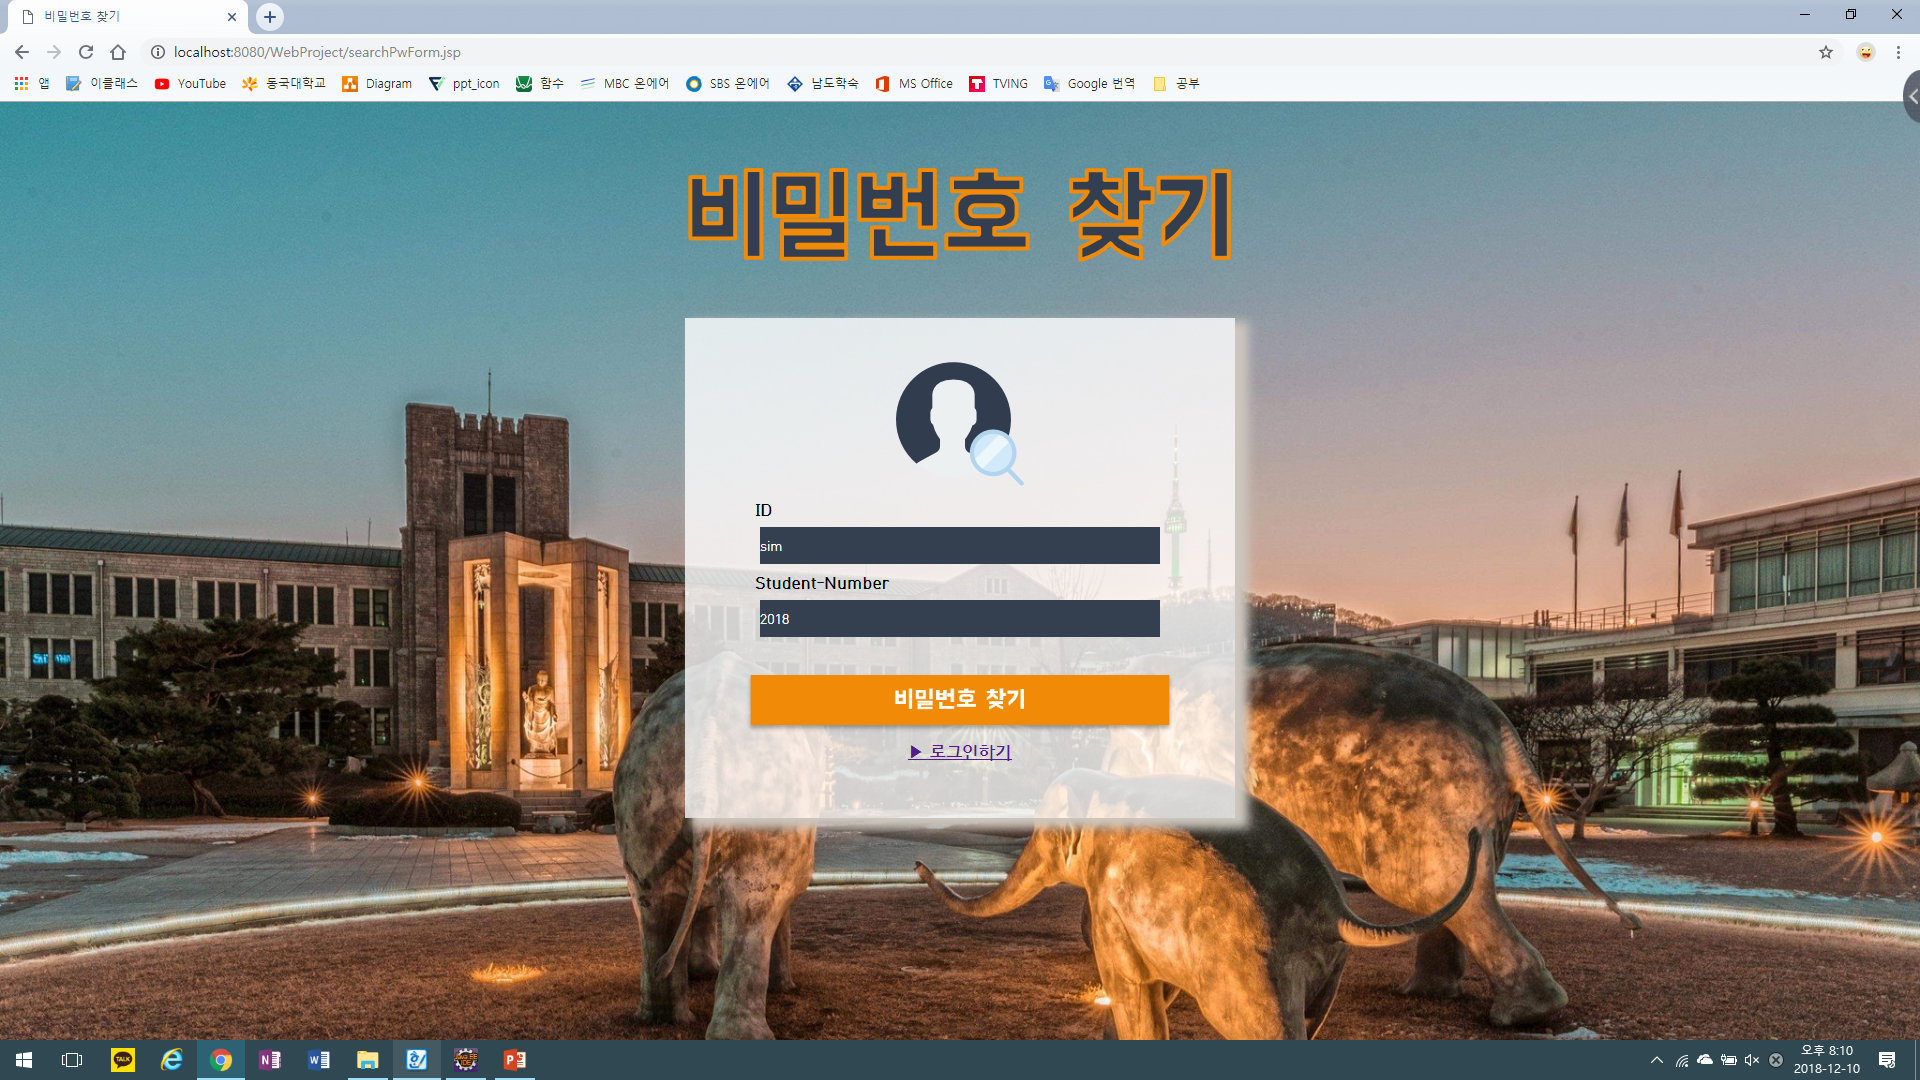 비밀번호 찾기
localhost:8080/WebProject/searchPwForm.jsp
앱 이클래스 YouTube 동국대학교 Diagram ppt_icon 함수 MBC 온에어 SBS 온에어 남도학숙 MS Office TVING Google 번역 공부
비밀번호 찾기
ID
sim
Student-Number
2018
비밀번호 찾기
▶ 로그인하기
TALK
오후 8:10
2018-12-10